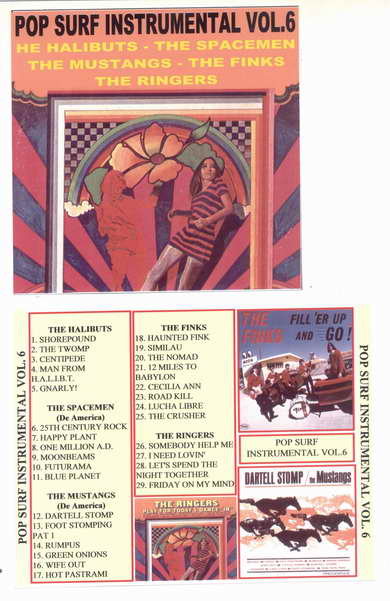 POP SURF INSTRUMENTAL VOL.6
HE HALIBUTS - THE SPACEMEN
THE MUSTANGS - THE FINKS
THE RINGERS
POP SURF INSTRUMENTAL VOL. 6
THE HALIBUTS
1. SHOREPOUND
2. THE TWOMP
3. CENTIPEDE
4. MAN FROM
H.A.L.I.B.T.
5. GNARLY!
THE SPACEMEN
(De America)
6. 25TH CENTURY ROCK
7. HAPPY PLANT
8. ONE MILLION A.D.
9. MOONBEAMS
10. FUTURAMA
11. BLUE PLANET
THE MUSTANGS
(De America)
12. DARTELL STOMP
13. FOOT STOMPING
PAT 1
14. RUMPUS
15. GREEN ONIONS
16. WIFE OUT
17. HOT PASTRAMI
THE FINKS
18. HAUNTED FINK
19. SIMILAU
20. THE NOMAD
21. 12 MILES TO
BABYLON
22. CECILIA ANN
23. ROAD KILL
24. LUCHA LIBRE
25. THE CRUSHER
THE RINGERS
26. SOMEBODY HELP ME
27. I NEED LOVIN'
28. LET'S SPEND THE
NIGHT TOGETHER
29. FRIDAY ON MY MIND
THE RINGERS
PLAY FOR TODAY'S DANCE IN
THE FINKS
FILL 'ER UP
AND GO!
POP SURF
INSTRUMENTAL VOL.6
DARTELL STOMP / the Mustangs
POP SURF INSTRUMENTAL VOL. 6